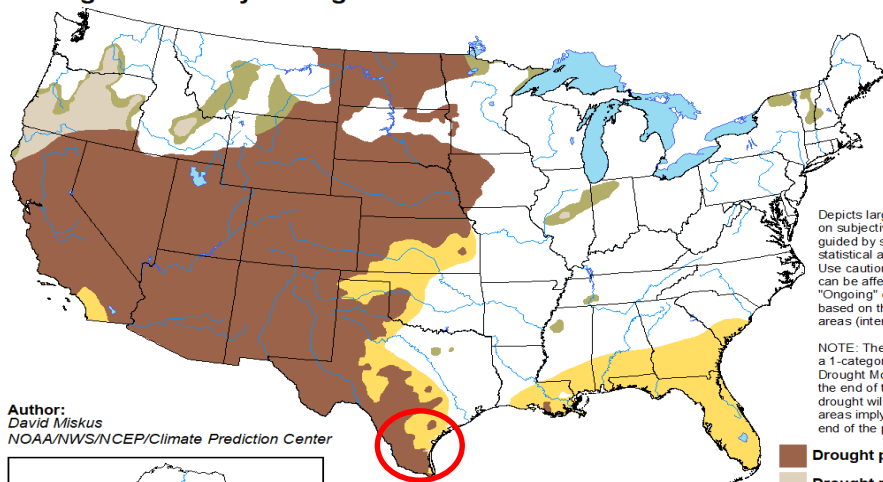 Author:
David Miskus
NOAA/NWS/NCEP/Climate Prediction Center
Depicts larg
on subjectiv
guided by s
statistical a
Use caution
can be affe
"Ongoing"
based on th
areas (inter
NOTE: The
a 1-categor
Drought Mo
the end of t
drought will
areas imply
end of the p
Drought p